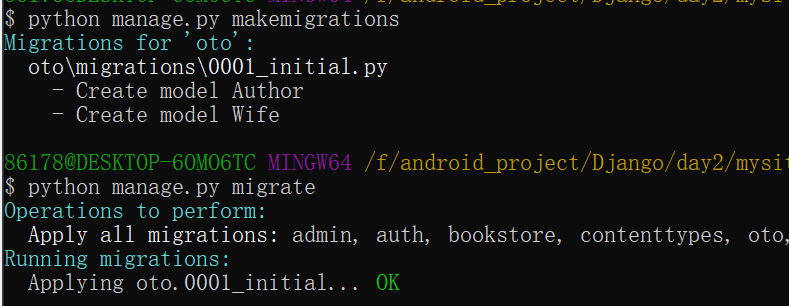 $ python manage.py makemigrations
Migrations for 'oto':
oto\migrations\0001_initial.py
- Create model Author
- Create model Wife
86178@DESKTOP-6OMO6TC MINGW64 /f/android_project/Django/day2/mysit
$ python manage.py migrate
Operations to perform:
Apply all migrations: admin, auth, bookstore, contenttypes, oto,
Running migrations:
Applying oto.0001_initial... OK